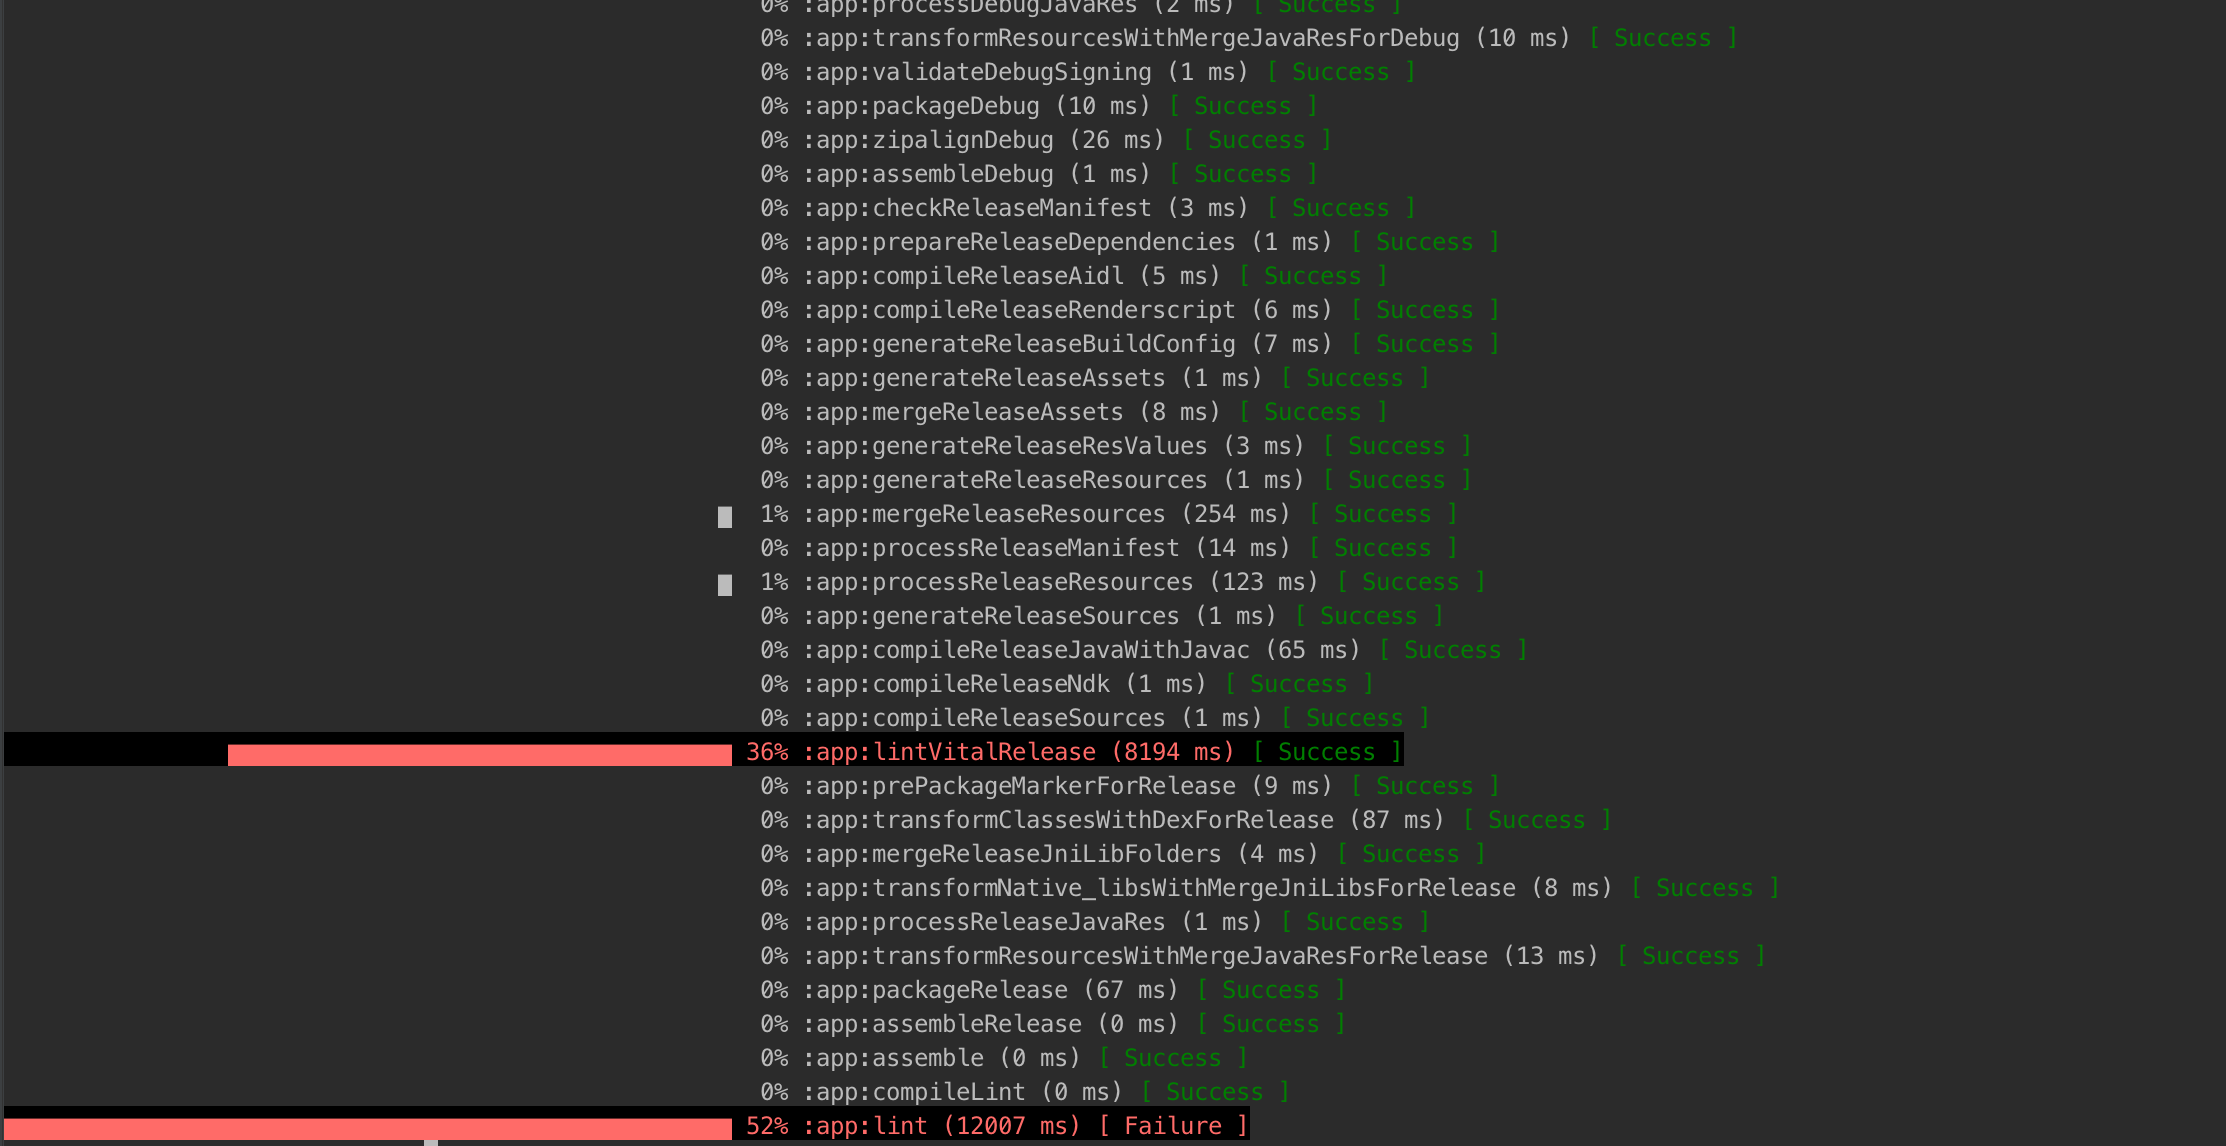 0% :app:processDebugJavaRes (2 ms) [ Success ]
0% :app:transformResourcesWithMergeJavaResForDebug (10 ms) [ Success ]
0% :app:validateDebugSigning (1 ms) [ Success ]
0% :app:packageDebug (10 ms) [ Success ]
0% :app:zipalignDebug (26 ms) [ Success ]
0% :app:assembleDebug (1 ms) [ Success ]
0% :app:checkReleaseManifest (3 ms) [ Success ]
0% :app:prepareReleaseDependencies (1 ms) [ Success ]
0% :app:compileReleaseAidl (5 ms) [ Success ]
0% :app:compileReleaseRenderscript (6 ms) [ Success ]
0% :app:generateReleaseBuildConfig (7 ms) [ Success ]
0% :app:generateReleaseAssets (1 ms) [ Success ]
0% :app:mergeReleaseAssets (8 ms) [ Success ]
0% :app:generateReleaseResValues (3 ms) [ Success ]
0% :app:generateReleaseResources (1 ms) [ Success ]
1% :app:mergeReleaseResources (254 ms) [ Success ]
0% :app:processReleaseManifest (14 ms) [ Success ]
1% :app:processReleaseResources (123 ms) [ Success ]
0% :app:generateReleaseSources (1 ms) [ Success ]
0% :app:compileReleaseJavaWithJavac (65 ms) [ Success ]
0% :app:compileReleaseNdk (1 ms) [ Success ]
0% :app:compileReleaseSources (1 ms) [ Success ]
36% :app:lintVitalRelease (8194 ms) [ Success ]
0% :app:prePackageMarkerForRelease (9 ms) [ Success ]
0% :app:transformClassesWithDexForRelease (87 ms) [ Success ]
0% :app:mergeReleaseJniLibFolders (4 ms) [ Success ]
0% :app:transformNative_libsWithMergeJniLibsForRelease (8 ms) [ Success ]
0% :app:processReleaseJavaRes (1 ms) [ Success ]
0% :app:transformResourcesWithMergeJavaResForRelease (13 ms) [ Success ]
0% :app:packageRelease (67 ms) [ Success ]
0% :app:assembleRelease (0 ms) [ Success ]
0% :app:assemble (0 ms) [ Success ]
0% :app:compileLint (0 ms) [ Success ]
52% :app:lint (12007 ms) [ Failure ]